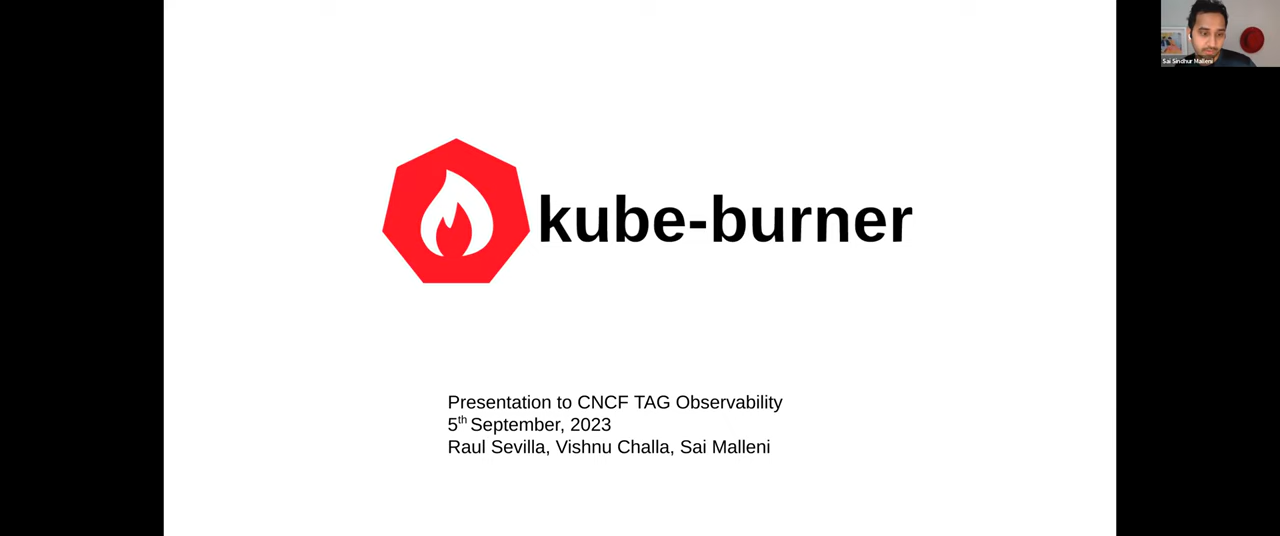 Sai Sindhur Malleni
kube-burner
Presentation to CNCF TAG Observability
5th September, 2023
Raul Sevilla, Vishnu Challa, Sai Malleni